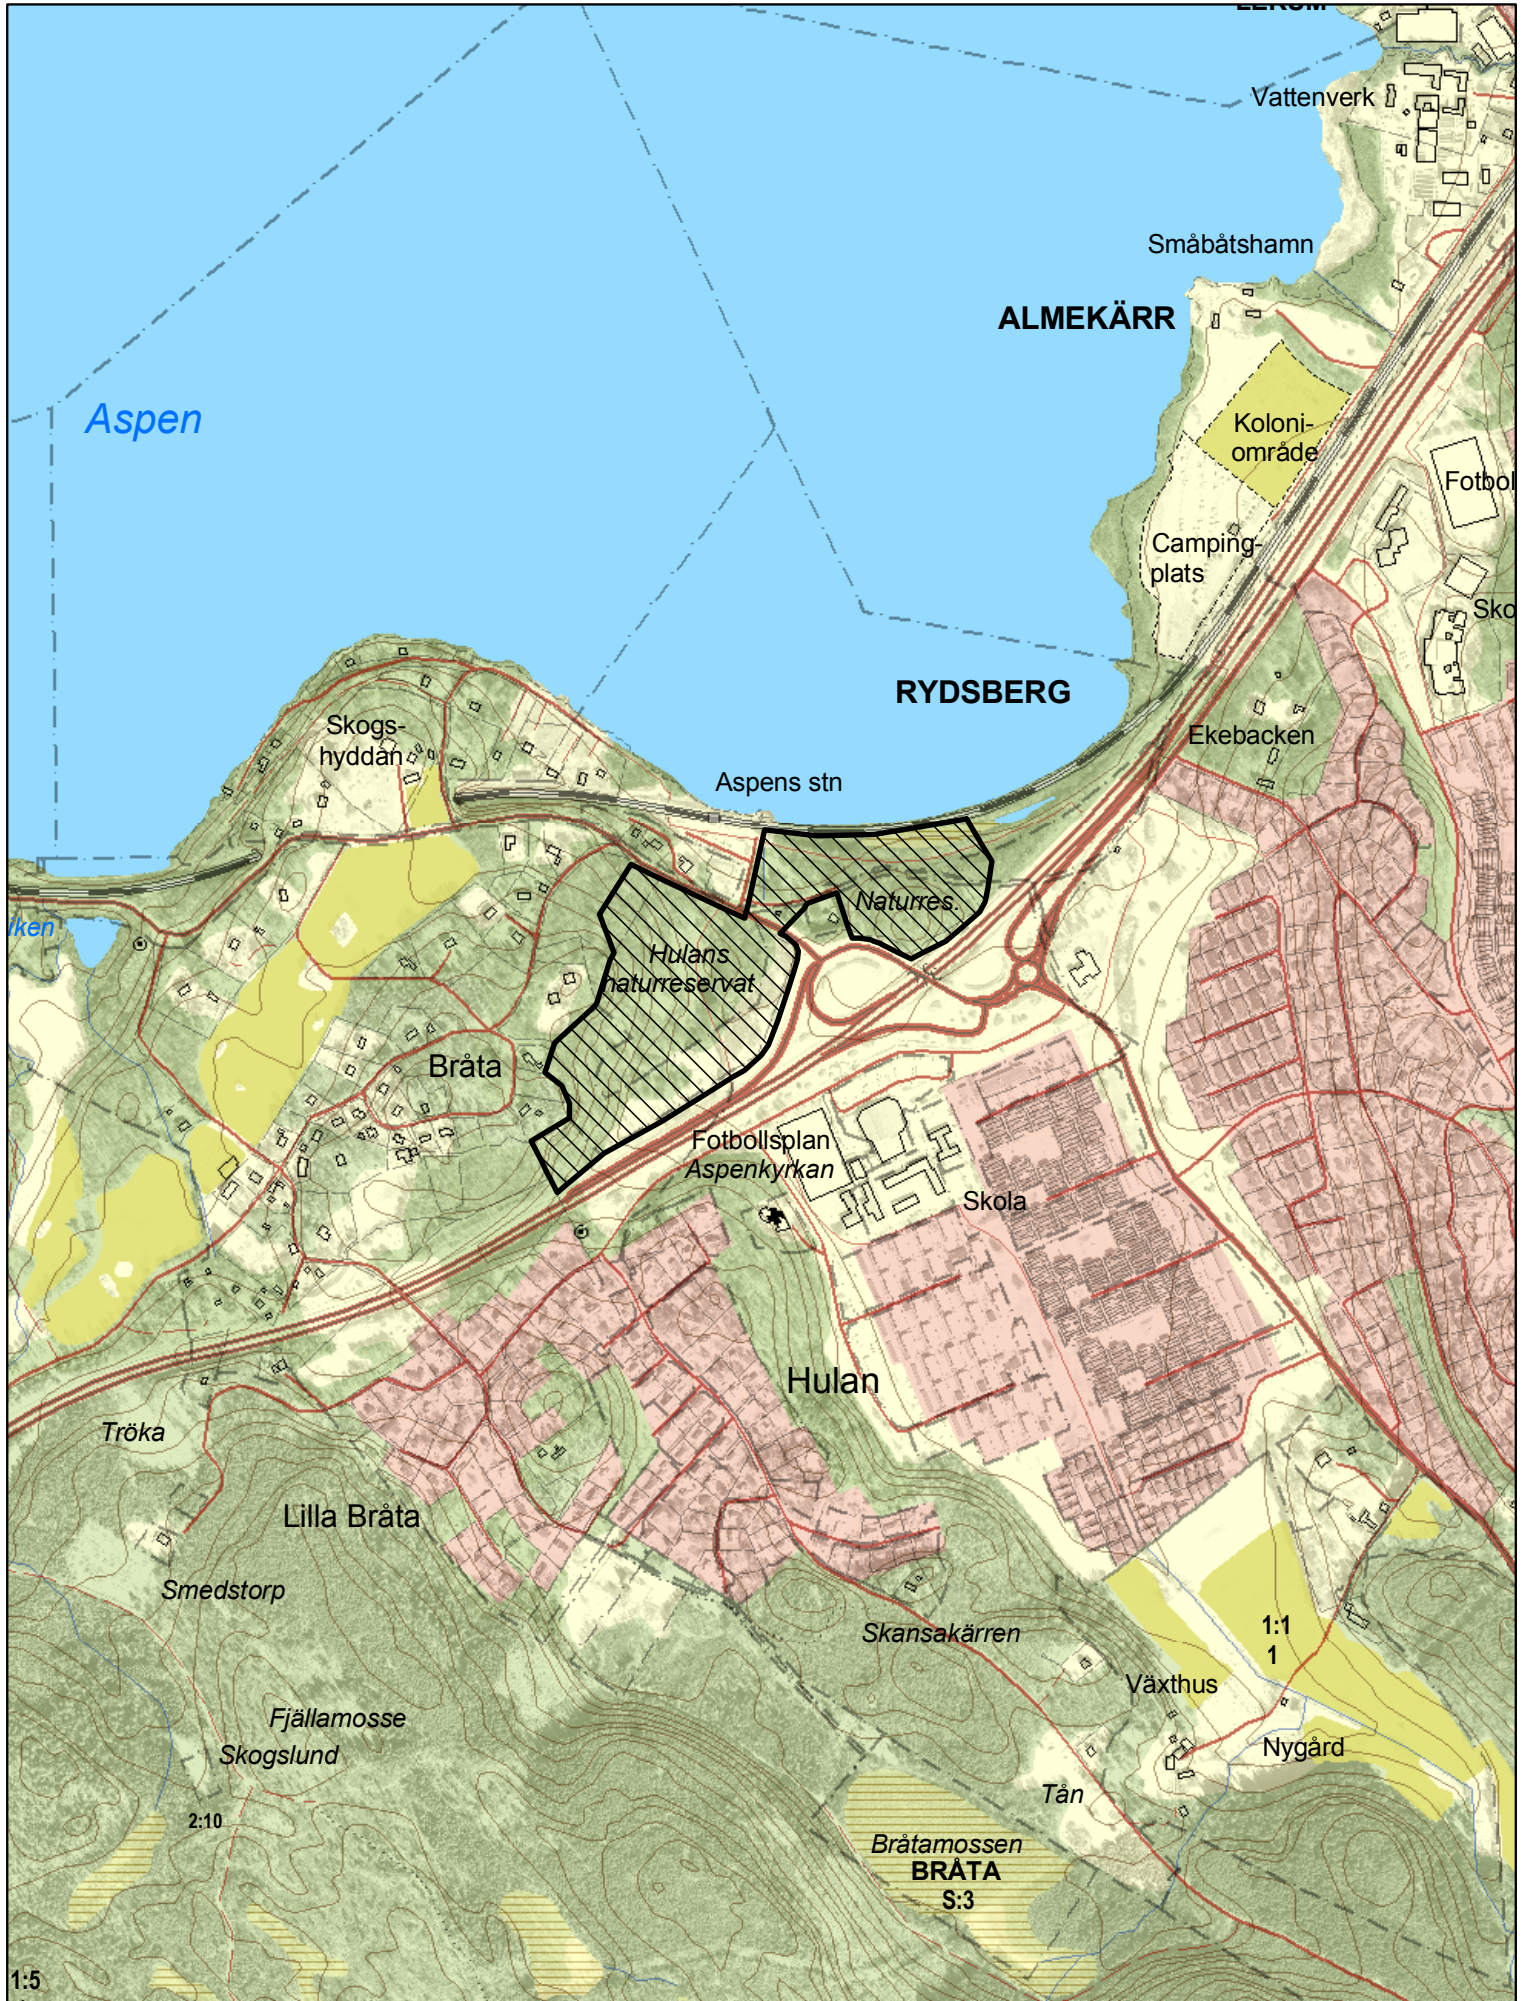 LERUM
Vattenverk
Småbåtshamn
ALMEKÄRR
Aspen
Koloni-
område
Fotbol
Camping-
plats
Sko
RYDSBERG
Skogs-
hyddan
Ekebacken
Aspens stn
Naturres.
iken
Hulans
naturreservat
Bråta
Fotbollsplan
Aspenkyrkan
Skola
Hulan
Tröka
Lilla Bråta
Smedstorp
Skansakärren
1:1
1
Växthus
Fjällamosse
Skogslund
Nygård
Tån
2:10
Bråtamossen
BRÅTA
S:3
1:5